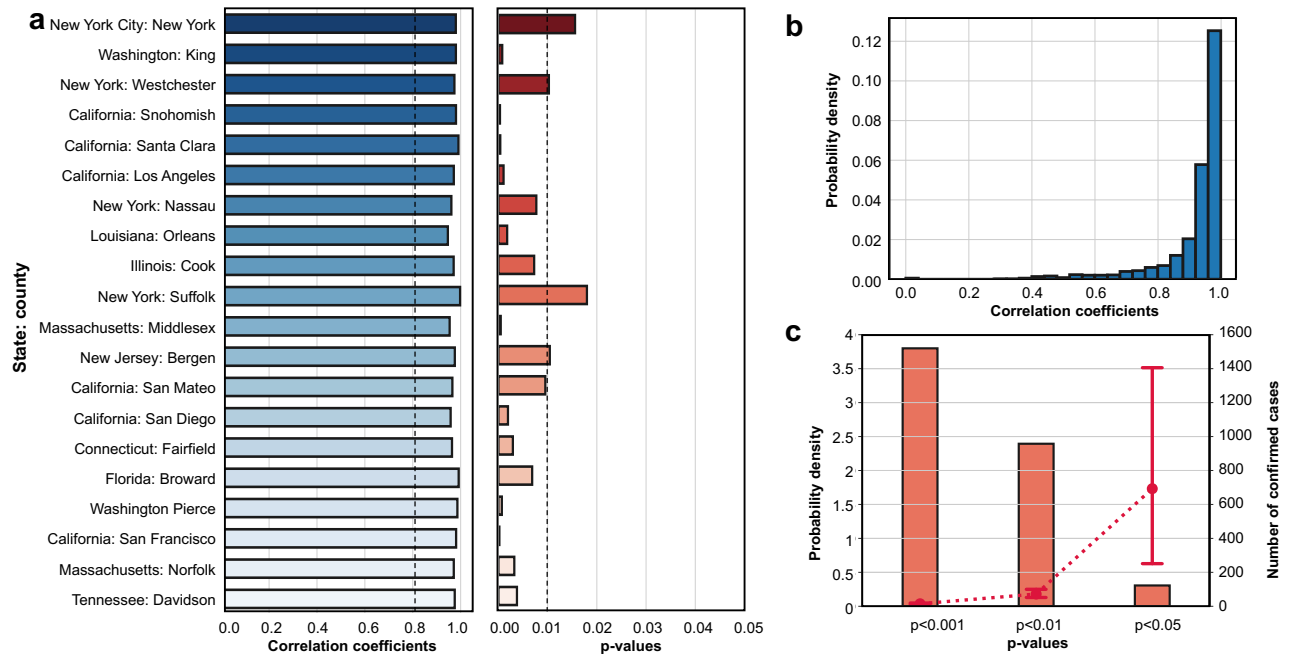 a
State: county
New York City: New York
Washington: King
New York: Westchester
California: Snohomish
California: Santa Clara
California: Los Angeles
New York: Nassau
Louisiana: Orleans
Illinois: Cook
New York: Suffolk
Massachusetts: Middlesex
New Jersey: Bergen
California: San Mateo
California: San Diego
Connecticut: Fairfield
Florida: Broward
Washington Pierce
California: San Francisco
Massachusetts: Norfolk
Tennessee: Davidson
0.0 0.2 0.4 0.6 0.8 1.0
Correlation coefficients
0.00 0.01 0.02 0.03 0.04 0.05
p-values
b
Probability density
0.12
0.10
0.08
0.06
0.04
0.02
0.00
0.0 0.2 0.4 0.6 0.8 1.0
Correlation coefficients
c
Probability density
4
3.5
3
2.5
2
1.5
1
0.5
0
1600
1400
1200
1000
800
600
400
200
0
Number of confirmed cases
p<0.001 p<0.01 p<0.05
p-values